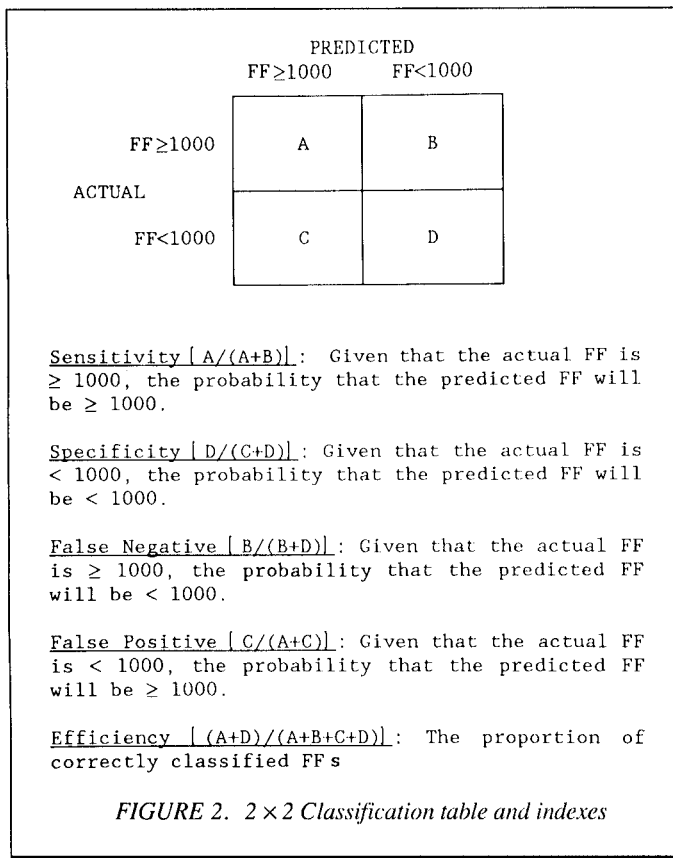 PREDICTED
FF≥1000 FF<1000
FF≥1000 A B
ACTUAL
FF<1000 C D
Sensitivity [A/(A+B)]: Given that the actual FF is
≥ 1000, the probability that the predicted FF will
be ≥ 1000.
Specificity [D/(C+D)]: Given that the actual FF is
< 1000, the probability that the predicted FF will
be < 1000.
False Negative [B/(B+D)]: Given that the actual FF
is ≥ 1000, the probability that the predicted FF
will be < 1000.
False Positive [C/(A+C)]: Given that the actual FF
is < 1000, the probability that the predicted FF
will be ≥ 1000.
Efficiency [(A+D)/(A+B+C+D)]: The proportion of
correctly classified FFs
FIGURE 2. 2 × 2 Classification table and indexes